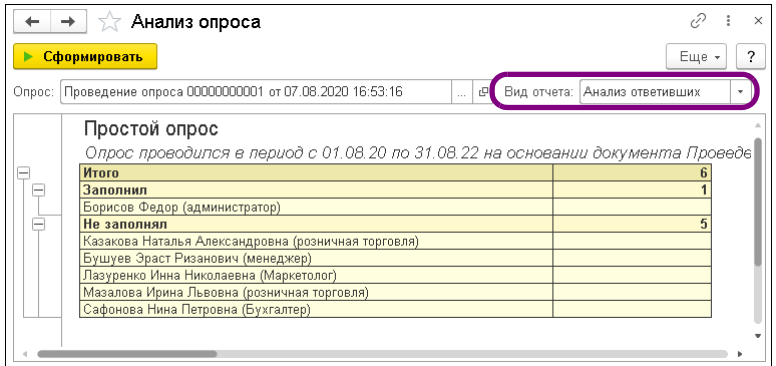 Анализ опроса
Сформировать
Еще
?
Опрос: Проведение опроса 00000000001 от 07.08.2020 16:53:16 ... Вид отчета: Анализ ответивших
Простой опрос
Опрос проводился в период с 01.08.20 по 31.08.22 на основании документа Проведе
Итого 6
Заполнил 1
Борисов Федор (администратор)
Не заполнял 5
Казакова Наталья Александровна (розничная торговля)
Бушуев Эраст Ризанович (менеджер)
Лазуренко Инна Николаевна (Маркетолог)
Мазалова Ирина Львовна (розничная торговля)
Сафонова Нина Петровна (Бухгалтер)